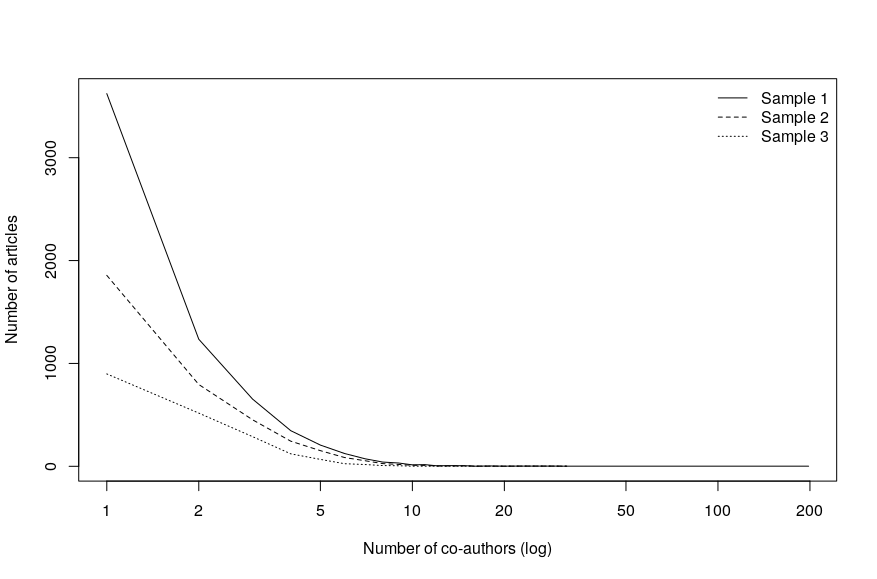 Sample 1
Sample 2
Sample 3
Number of articles
3000
2000
1000
0
1 2 5 10 20 50 100 200
Number of co-authors (log)